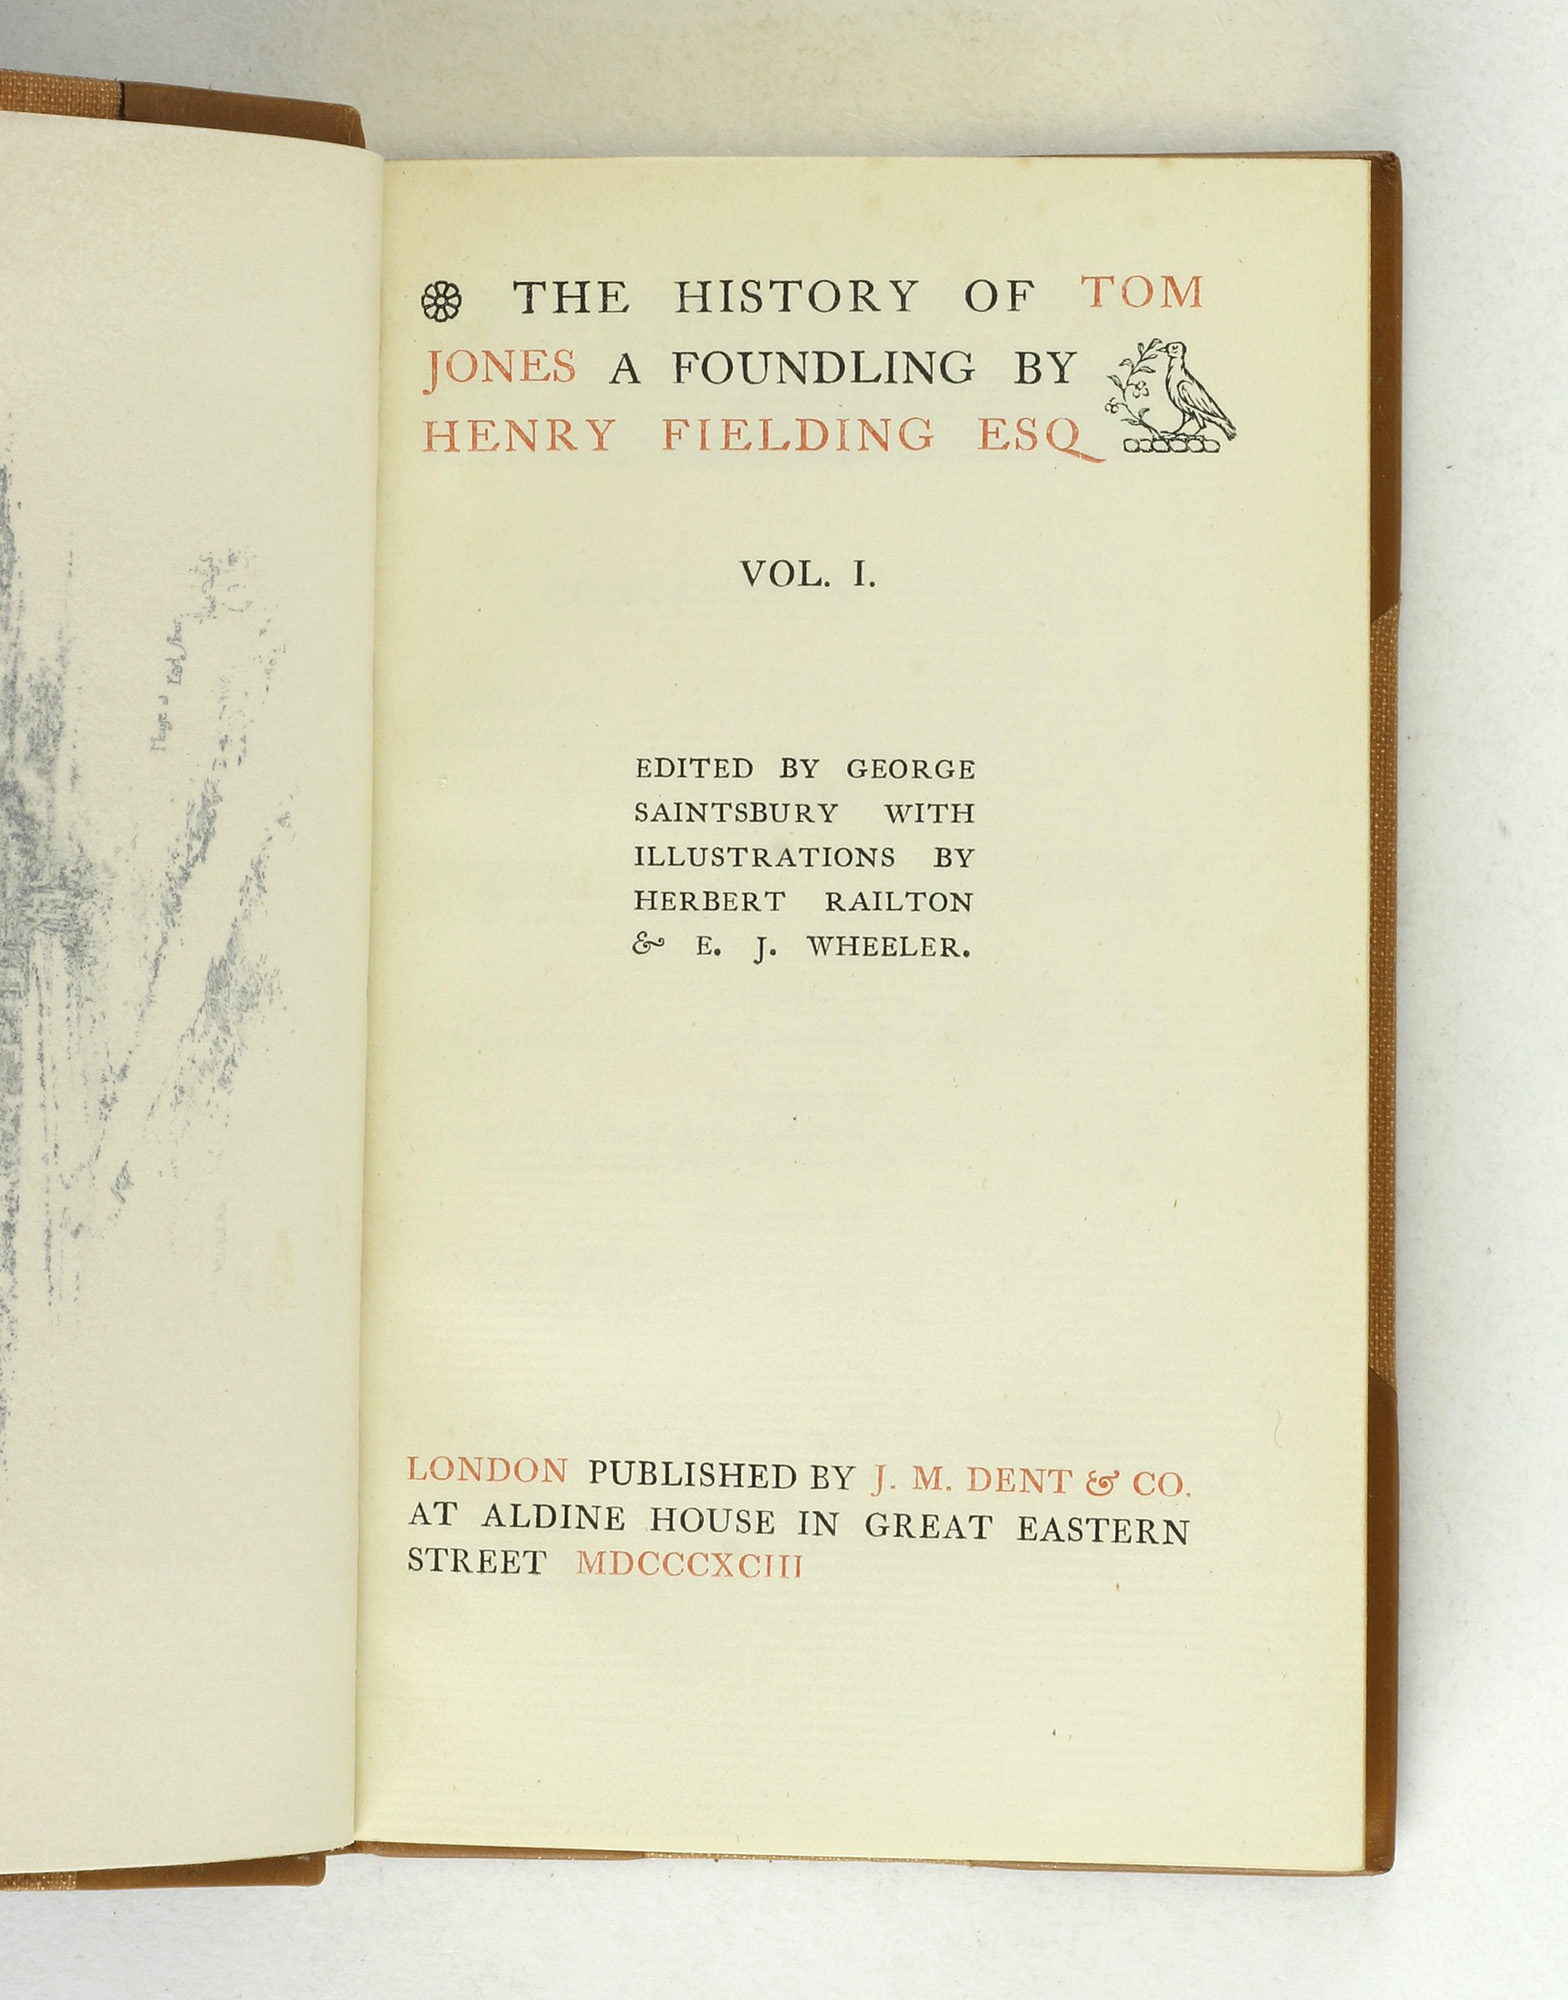 THE HISTORY OF TOM
JONES A FOUNDLING BY
HENRY FIELDING ESQ
VOL. I.
EDITED BY GEORGE
SAINTSBURY WITH
ILLUSTRATIONS BY
HERBERT RAILTON
& E. J. WHEELER.
LONDON PUBLISHED BY J. M. DENT & CO.
AT ALDINE HOUSE IN GREAT EASTERN
STREET MDCCCXCIII